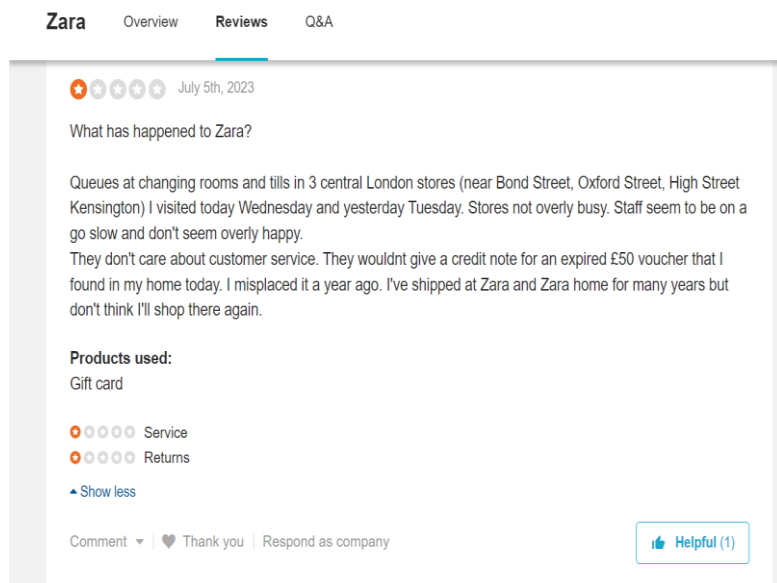 Zara Overview Reviews Q&A
July 5th, 2023
What has happened to Zara?
Queues at changing rooms and tills in 3 central London stores (near Bond Street, Oxford Street, High Street
Kensington) I visited today Wednesday and yesterday Tuesday. Stores not overly busy. Staff seem to be on a
go slow and don't seem overly happy.
They don't care about customer service. They wouldnt give a credit note for an expired £50 voucher that I
found in my home today. I misplaced it a year ago. I've shipped at Zara and Zara home for many years but
don't think I'll shop there again.
Products used:
Gift card
Service
Returns
Show less
Comment Thank you Respond as company Helpful (1)